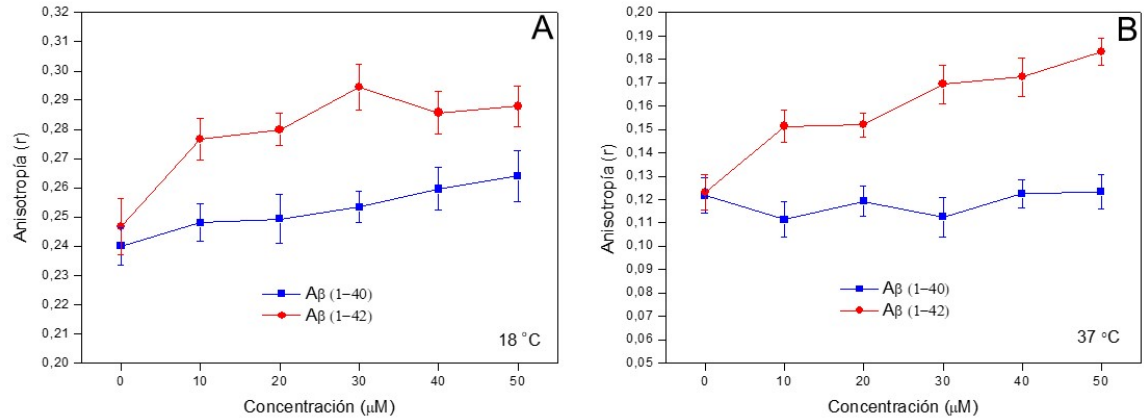 A
0,32
0,31
0,30
0,29
0,28
0,27
0,26
0,25
0,24
0,23
0,22
0,21
0,20
Anisotropía (r)
Aβ (1−40)
Aβ (1−42)
18 °C
0 10 20 30 40 50
Concentración (μM)
B
0,20
0,19
0,18
0,17
0,16
0,15
0,14
0,13
0,12
0,11
0,10
0,09
0,08
0,07
0,06
0,05
Anisotropía (r)
Aβ (1−40)
Aβ (1−42)
37 °C
0 10 20 30 40 50
Concentración (μM)